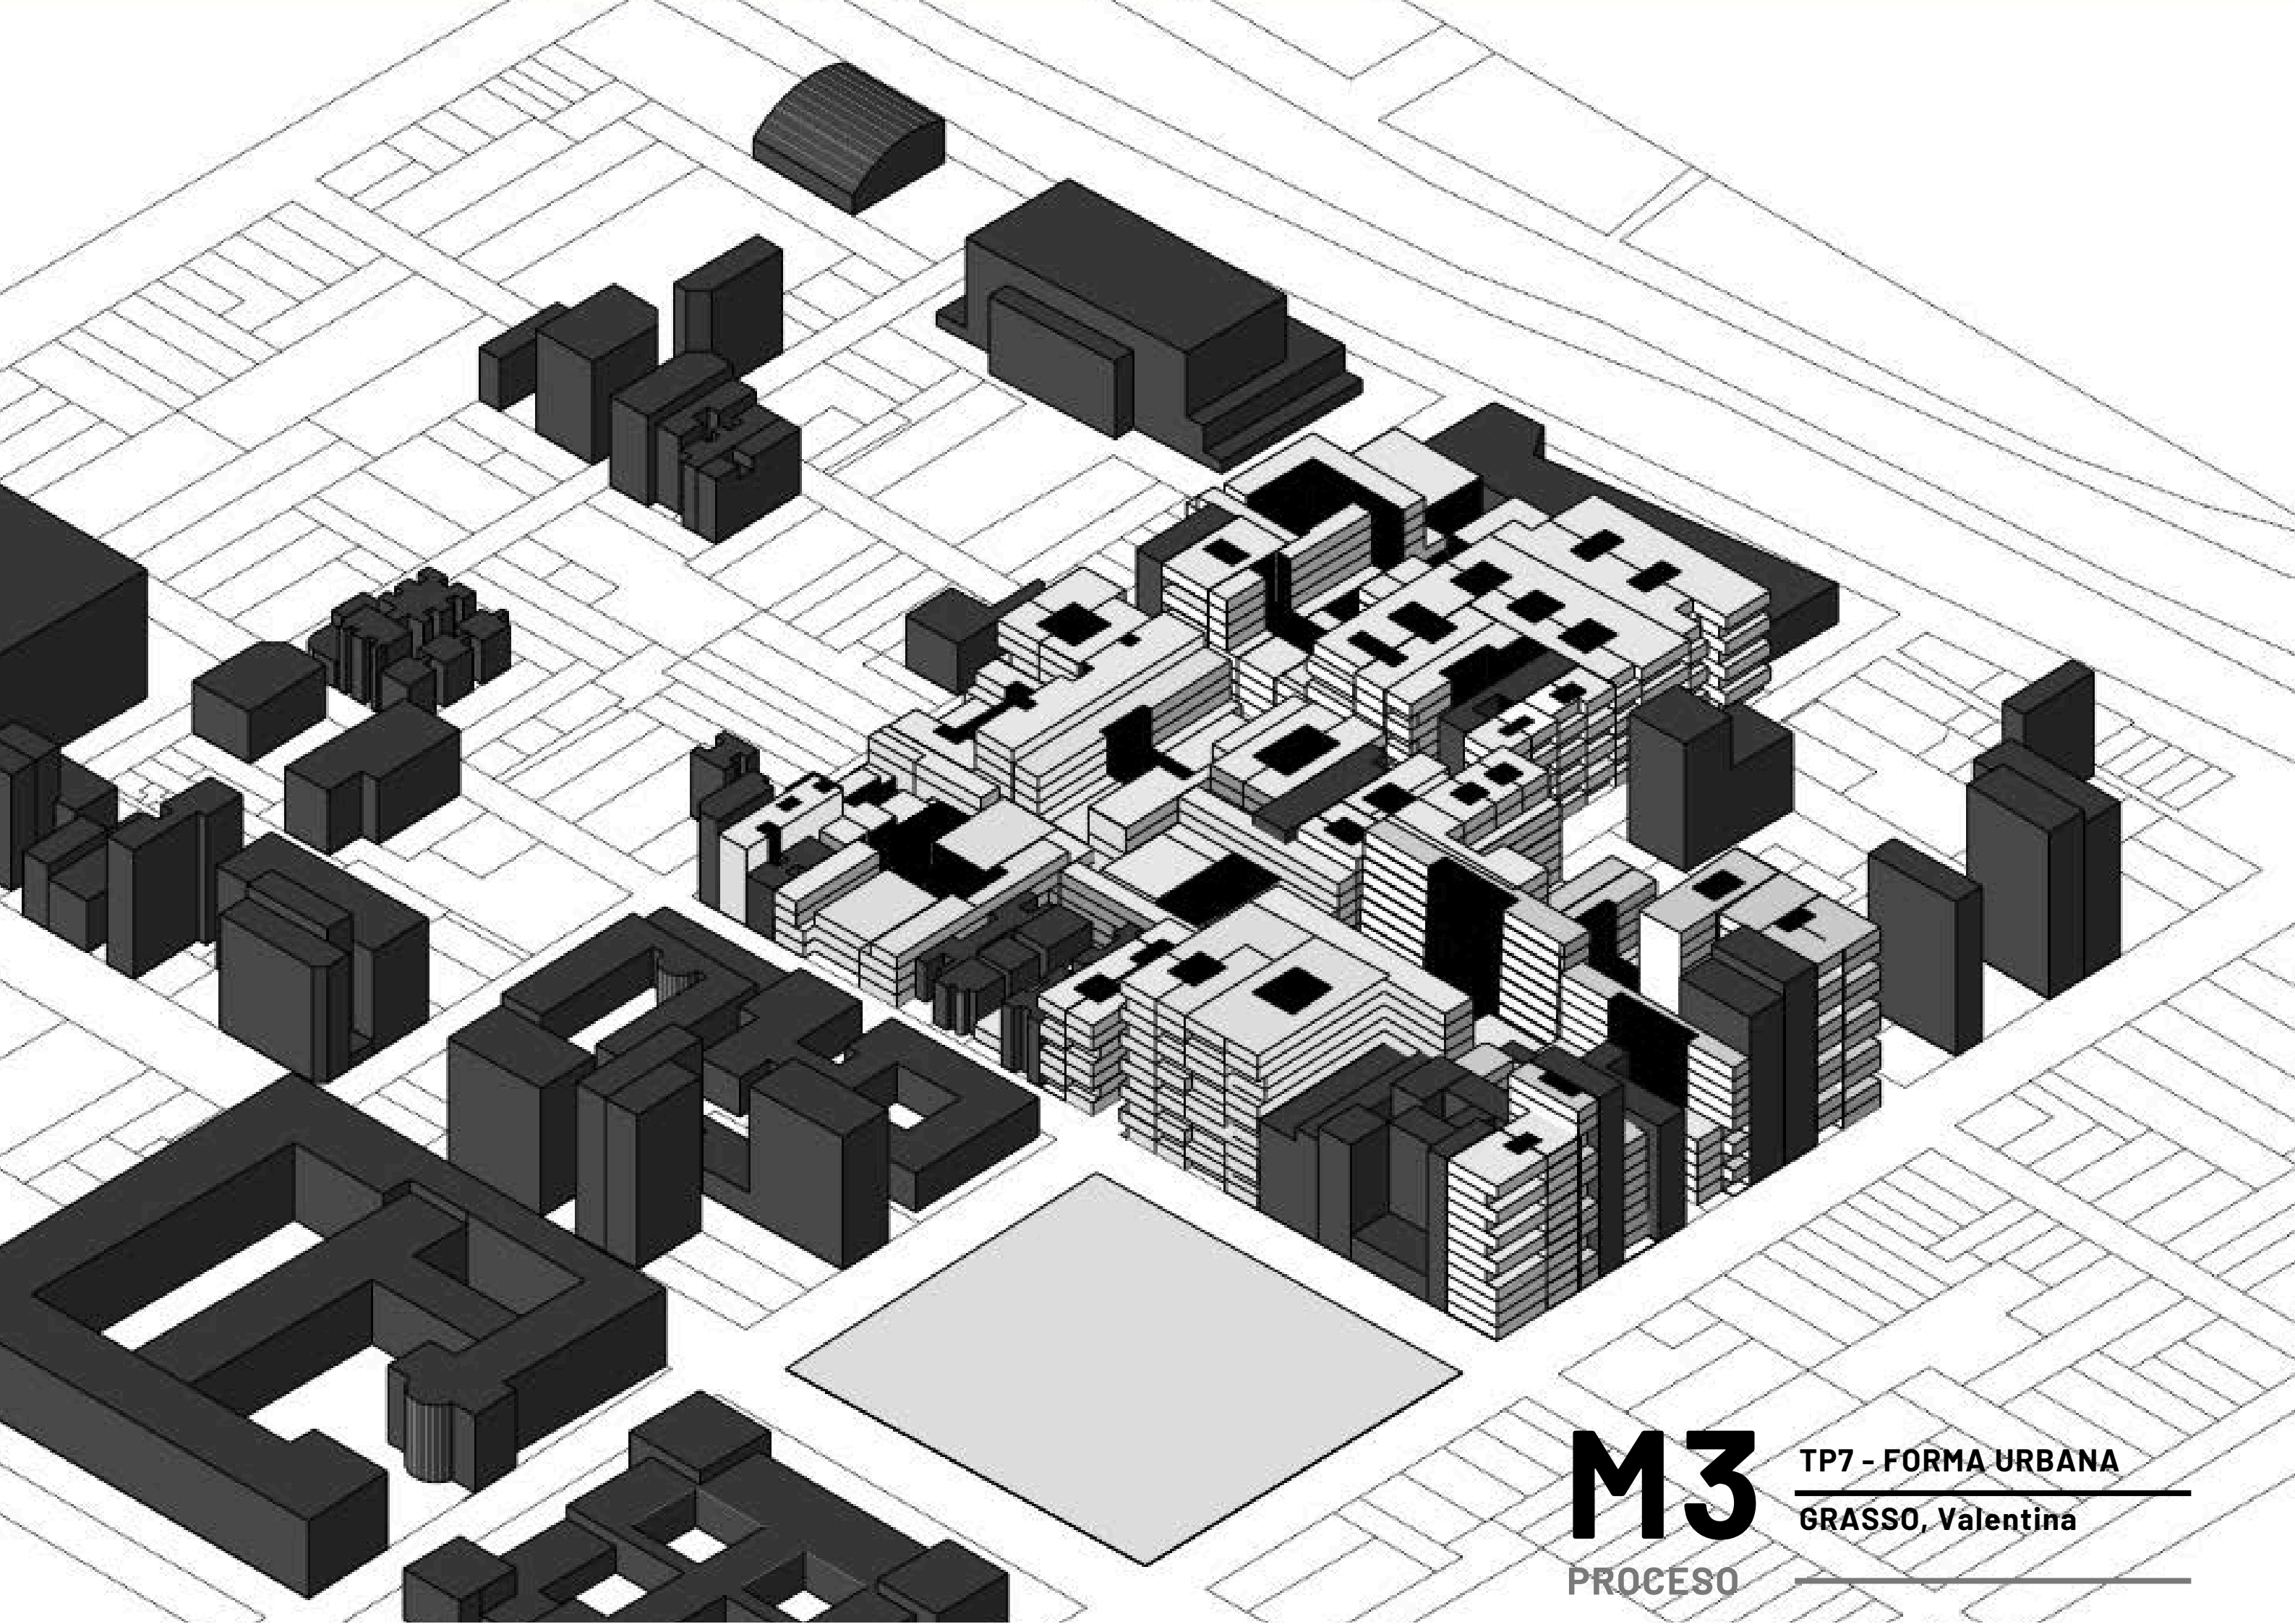 M3
TP7 - FORMA URBANA
GRASSO, Valentina
PROCESO